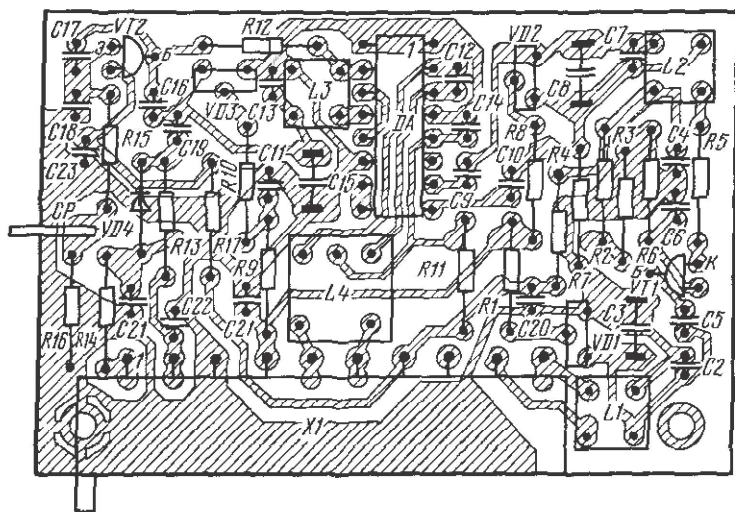 C17
VT2
R12
VD2
C7
Э
Б
1
C12
L2
C16
VD3
C13
L3
DA
C14
C8
C18
R15
R8
R4
R3
C4
R5
C23
C19
R10
C11
C15
C9
C10
CP
VD4
R13
R17
R9
L4
R11
R7
R2
R6
C6
Б
К
VT1
R16
R14
C21
C22
C21
R1
C20
C3
VD1
C5
C2
1
X1
L1